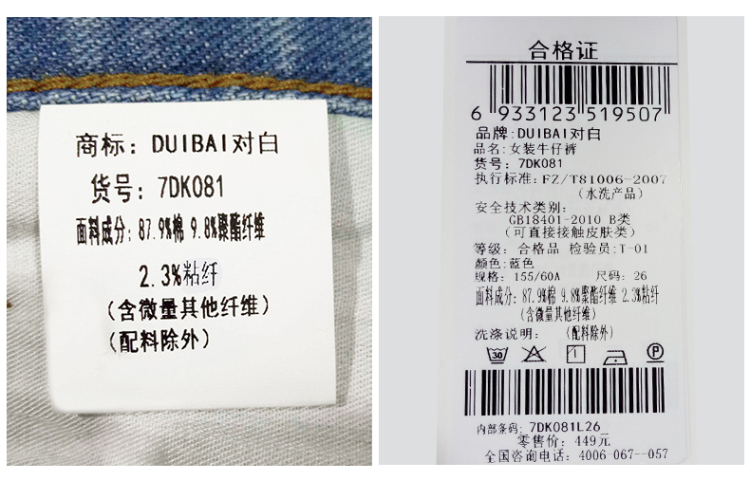 商标：DUIBAI对白
货号：7DK081
面料成分：87.9%棉 9.8%聚酯纤维
2.3%粘纤
（含微量其他纤维）
（配料除外）
合格证
6 933123 519507
品牌:DUIBAI对白
品名:女装牛仔裤
货号：7DK081
执行标准:FZ/T81006-2007
（水洗产品）
安全技术类别:
GB18401-2010 B类
（可直接接触皮肤类）
等级：合格品 检验员:T-01
颜色:蓝色
规格：155/60A 尺码：26
面料成分：87.9%棉 9.8%聚酯纤维 2.3%粘纤
（含微量其他纤维）
洗涤说明：（配料除外）
30 P
内部条码：7DK081L26
零售价：449元
全国咨询电话：4006-067--057